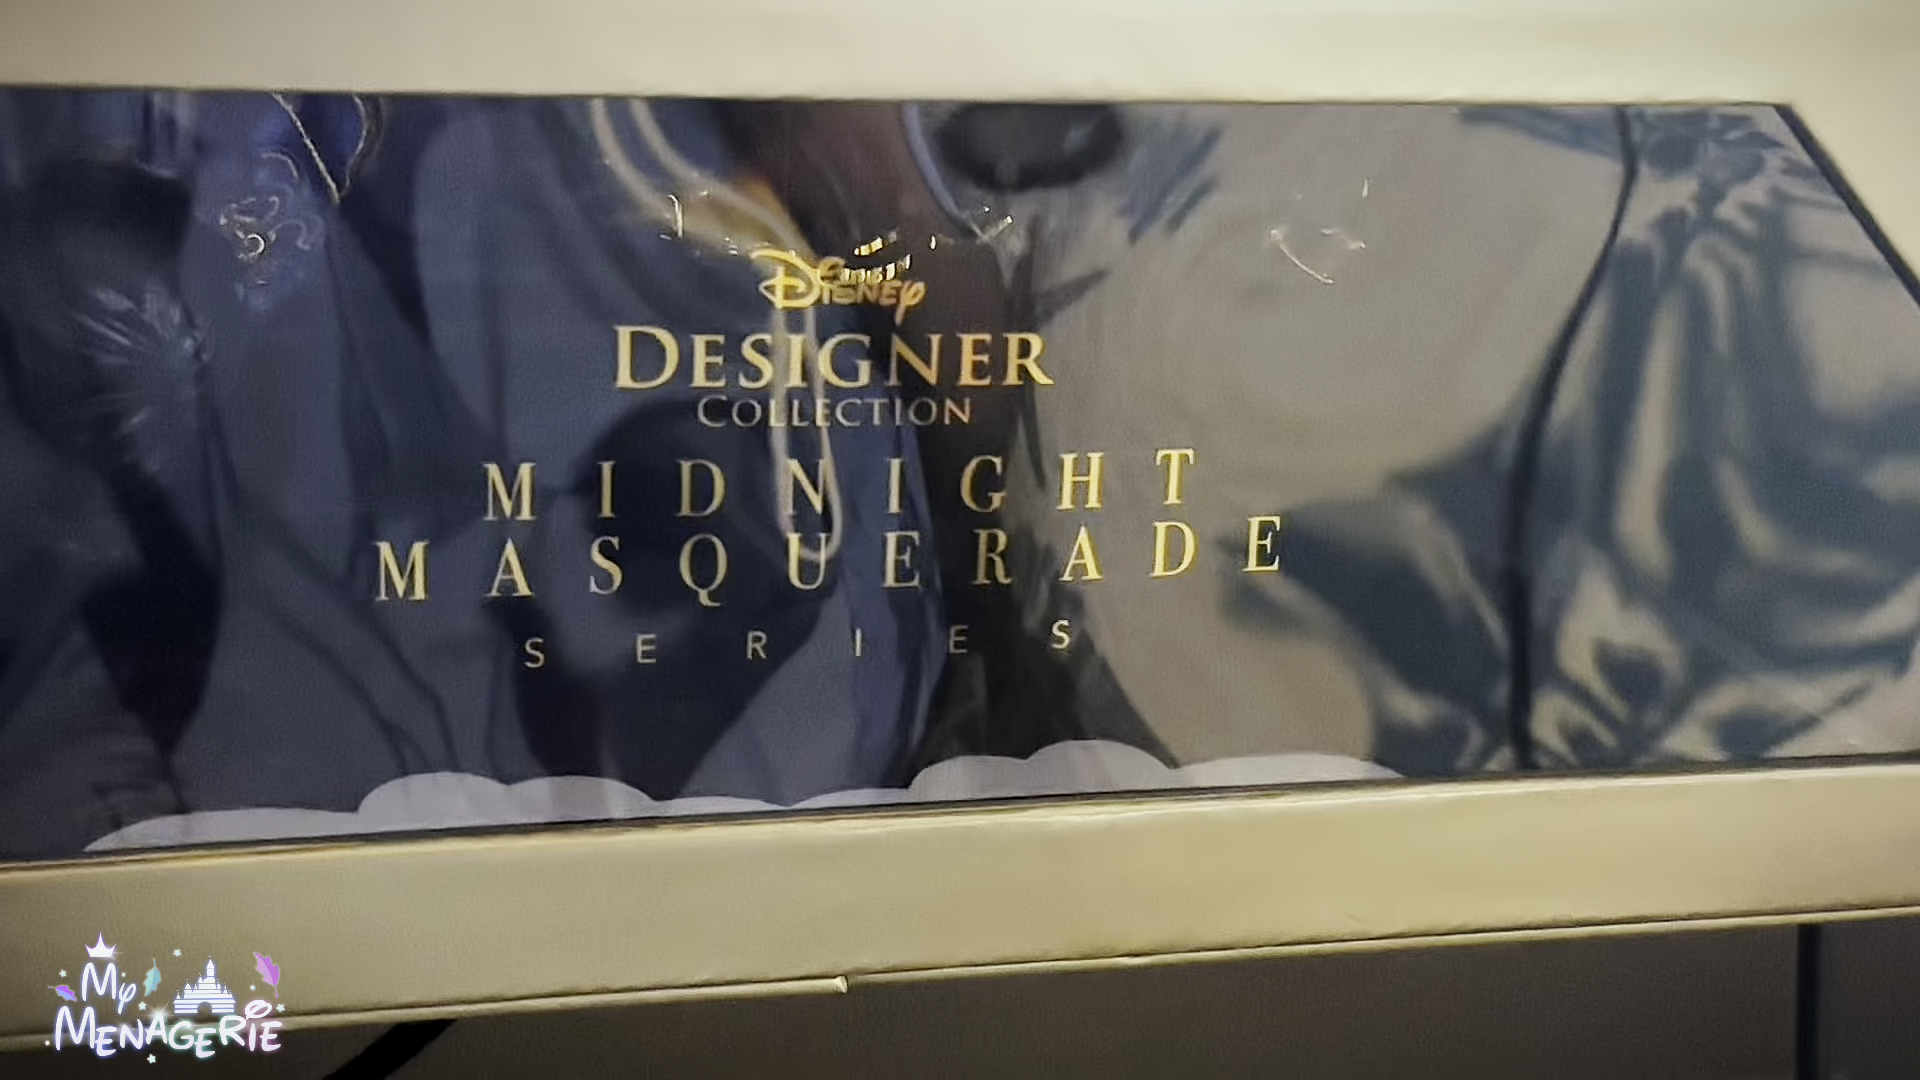 Disney
DESIGNER
COLLECTION
MIDNIGHT
MASQUERADE
SERIES
My
MENAGERIE